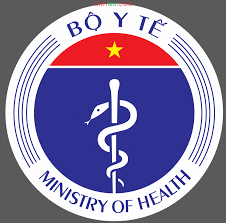 BỘ Y TẾ
MINISTRY OF HEALTH